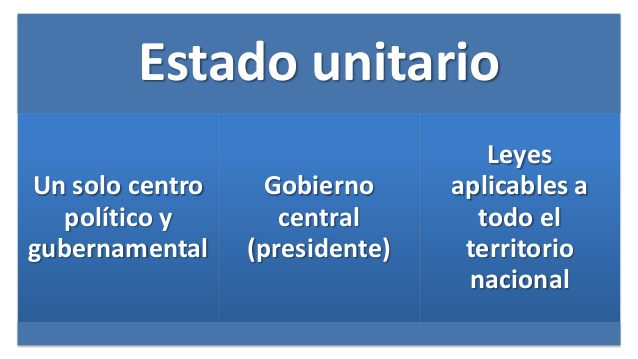 Estado unitario
Un solo centro
político y
gubernamental
Gobierno
central
(presidente)
Leyes
aplicables a
todo el
territorio
nacional